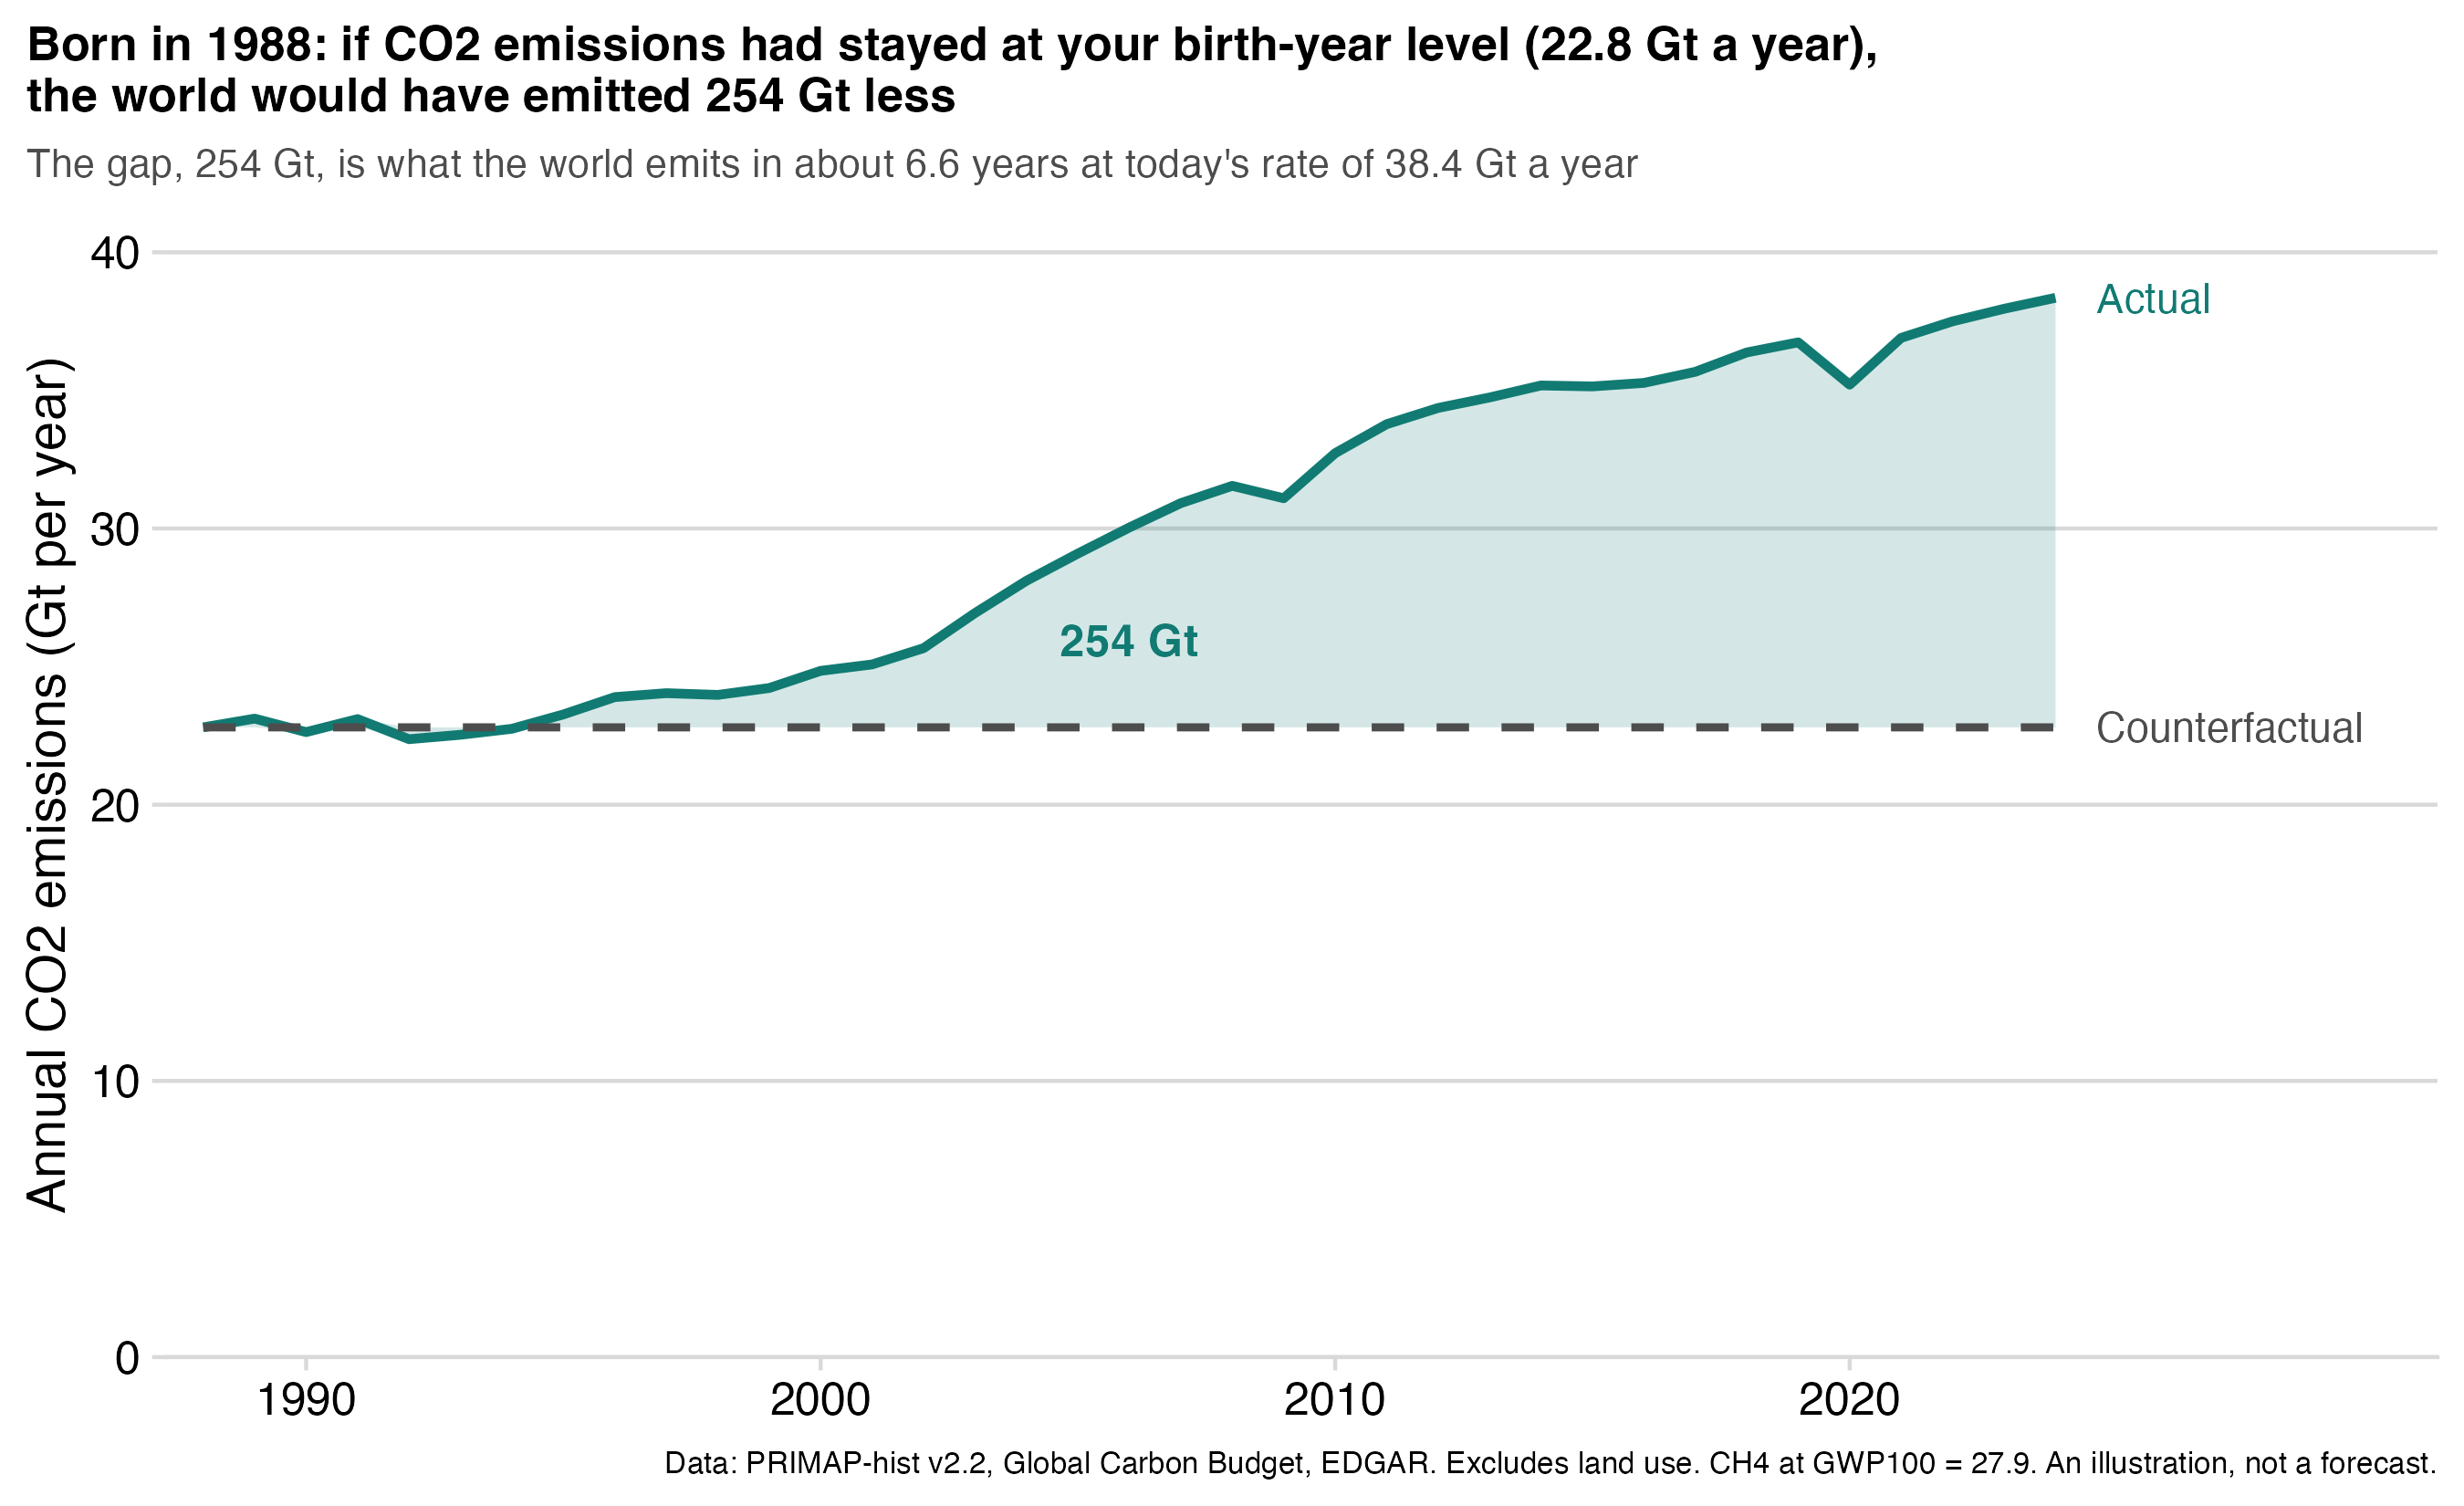 Born in 1988: if CO2 emissions had stayed at your birth-year level (22.8 Gt a year),
the world would have emitted 254 Gt less
The gap, 254 Gt, is what the world emits in about 6.6 years at today's rate of 38.4 Gt a year
Annual CO2 emissions (Gt per year)
40
30
20
10
0
Actual
254 Gt
Counterfactual
1990
2000
2010
2020
Data: PRIMAP-hist v2.2, Global Carbon Budget, EDGAR. Excludes land use. CH4 at GWP100 = 27.9. An illustration, not a forecast.